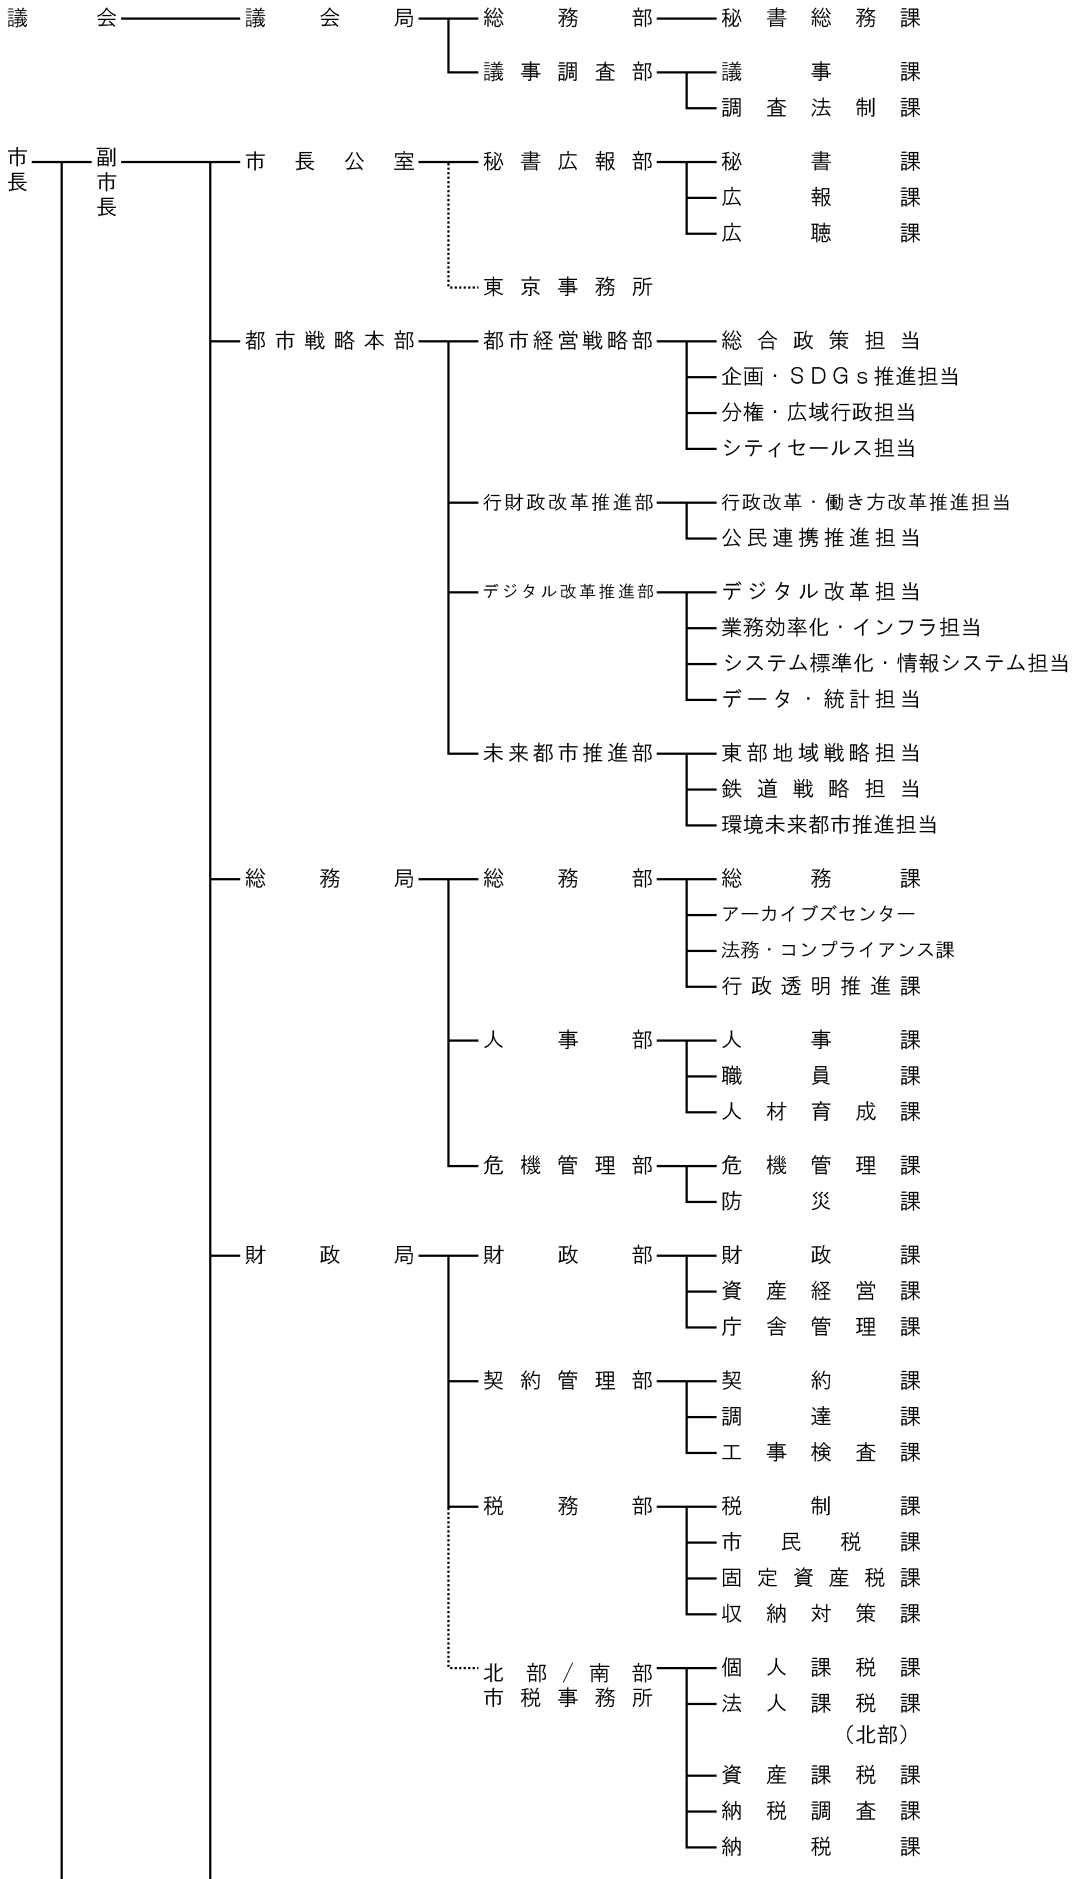 議会 議会局 総務部 秘書総務課
議事調査部 議事課
調査法制課
市長 副市長 市長公室 秘書広報部 秘書課
広報課
広聴課
東京事務所
都市戦略本部 都市経営戦略部 総合政策担当
企画・ＳＤＧｓ推進担当
分権・広域行政担当
シティセールス担当
行財政改革推進部 行政改革・働き方改革推進担当
公民連携推進担当
デジタル改革推進部 デジタル改革担当
業務効率化・インフラ担当
システム標準化・情報システム担当
データ・統計担当
未来都市推進部 東部地域戦略担当
鉄道戦略担当
環境未来都市推進担当
総務局 総務部 総務課
アーカイブズセンター
法務・コンプライアンス課
行政透明推進課
人事部 人事課
職員課
人材育成課
危機管理部 危機管理課
防災課
財政局 財政部 財政課
資産経営課
庁舎管理課
契約管理部 契約課
調達課
工事検査課
税務部 税制課
市民税課
固定資産税課
収納対策課
北部/南部 個人課税課
市税事務所 法人課税課
（北部）
資産課税課
納税調査課
納税課